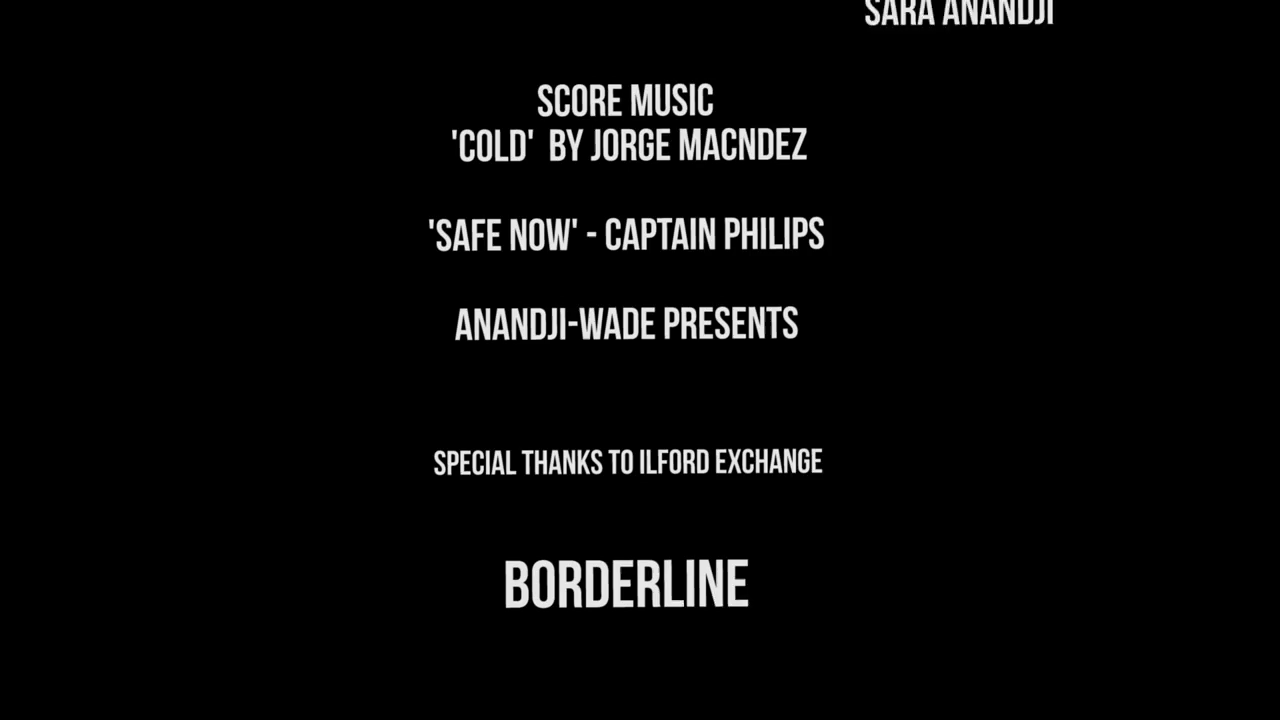 SARA ANANDJI
SCORE MUSIC
'COLD' BY JORGE MACNDEZ
'SAFE NOW' - CAPTAIN PHILIPS
ANANDJI-WADE PRESENTS
SPECIAL THANKS TO ILFORD EXCHANGE
BORDERLINE